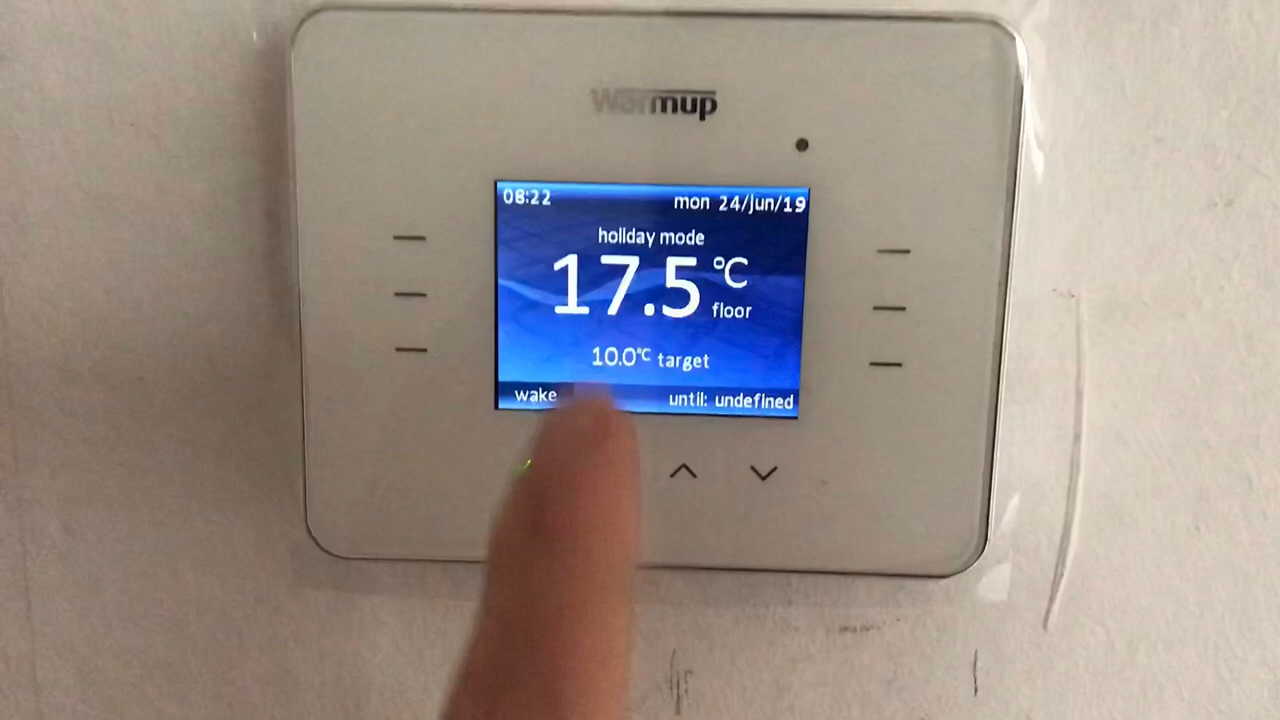 Warmup
08:22 mon 24/jun/19
holiday mode
17.5 °C
floor
10.0°C target
wake until: undefined